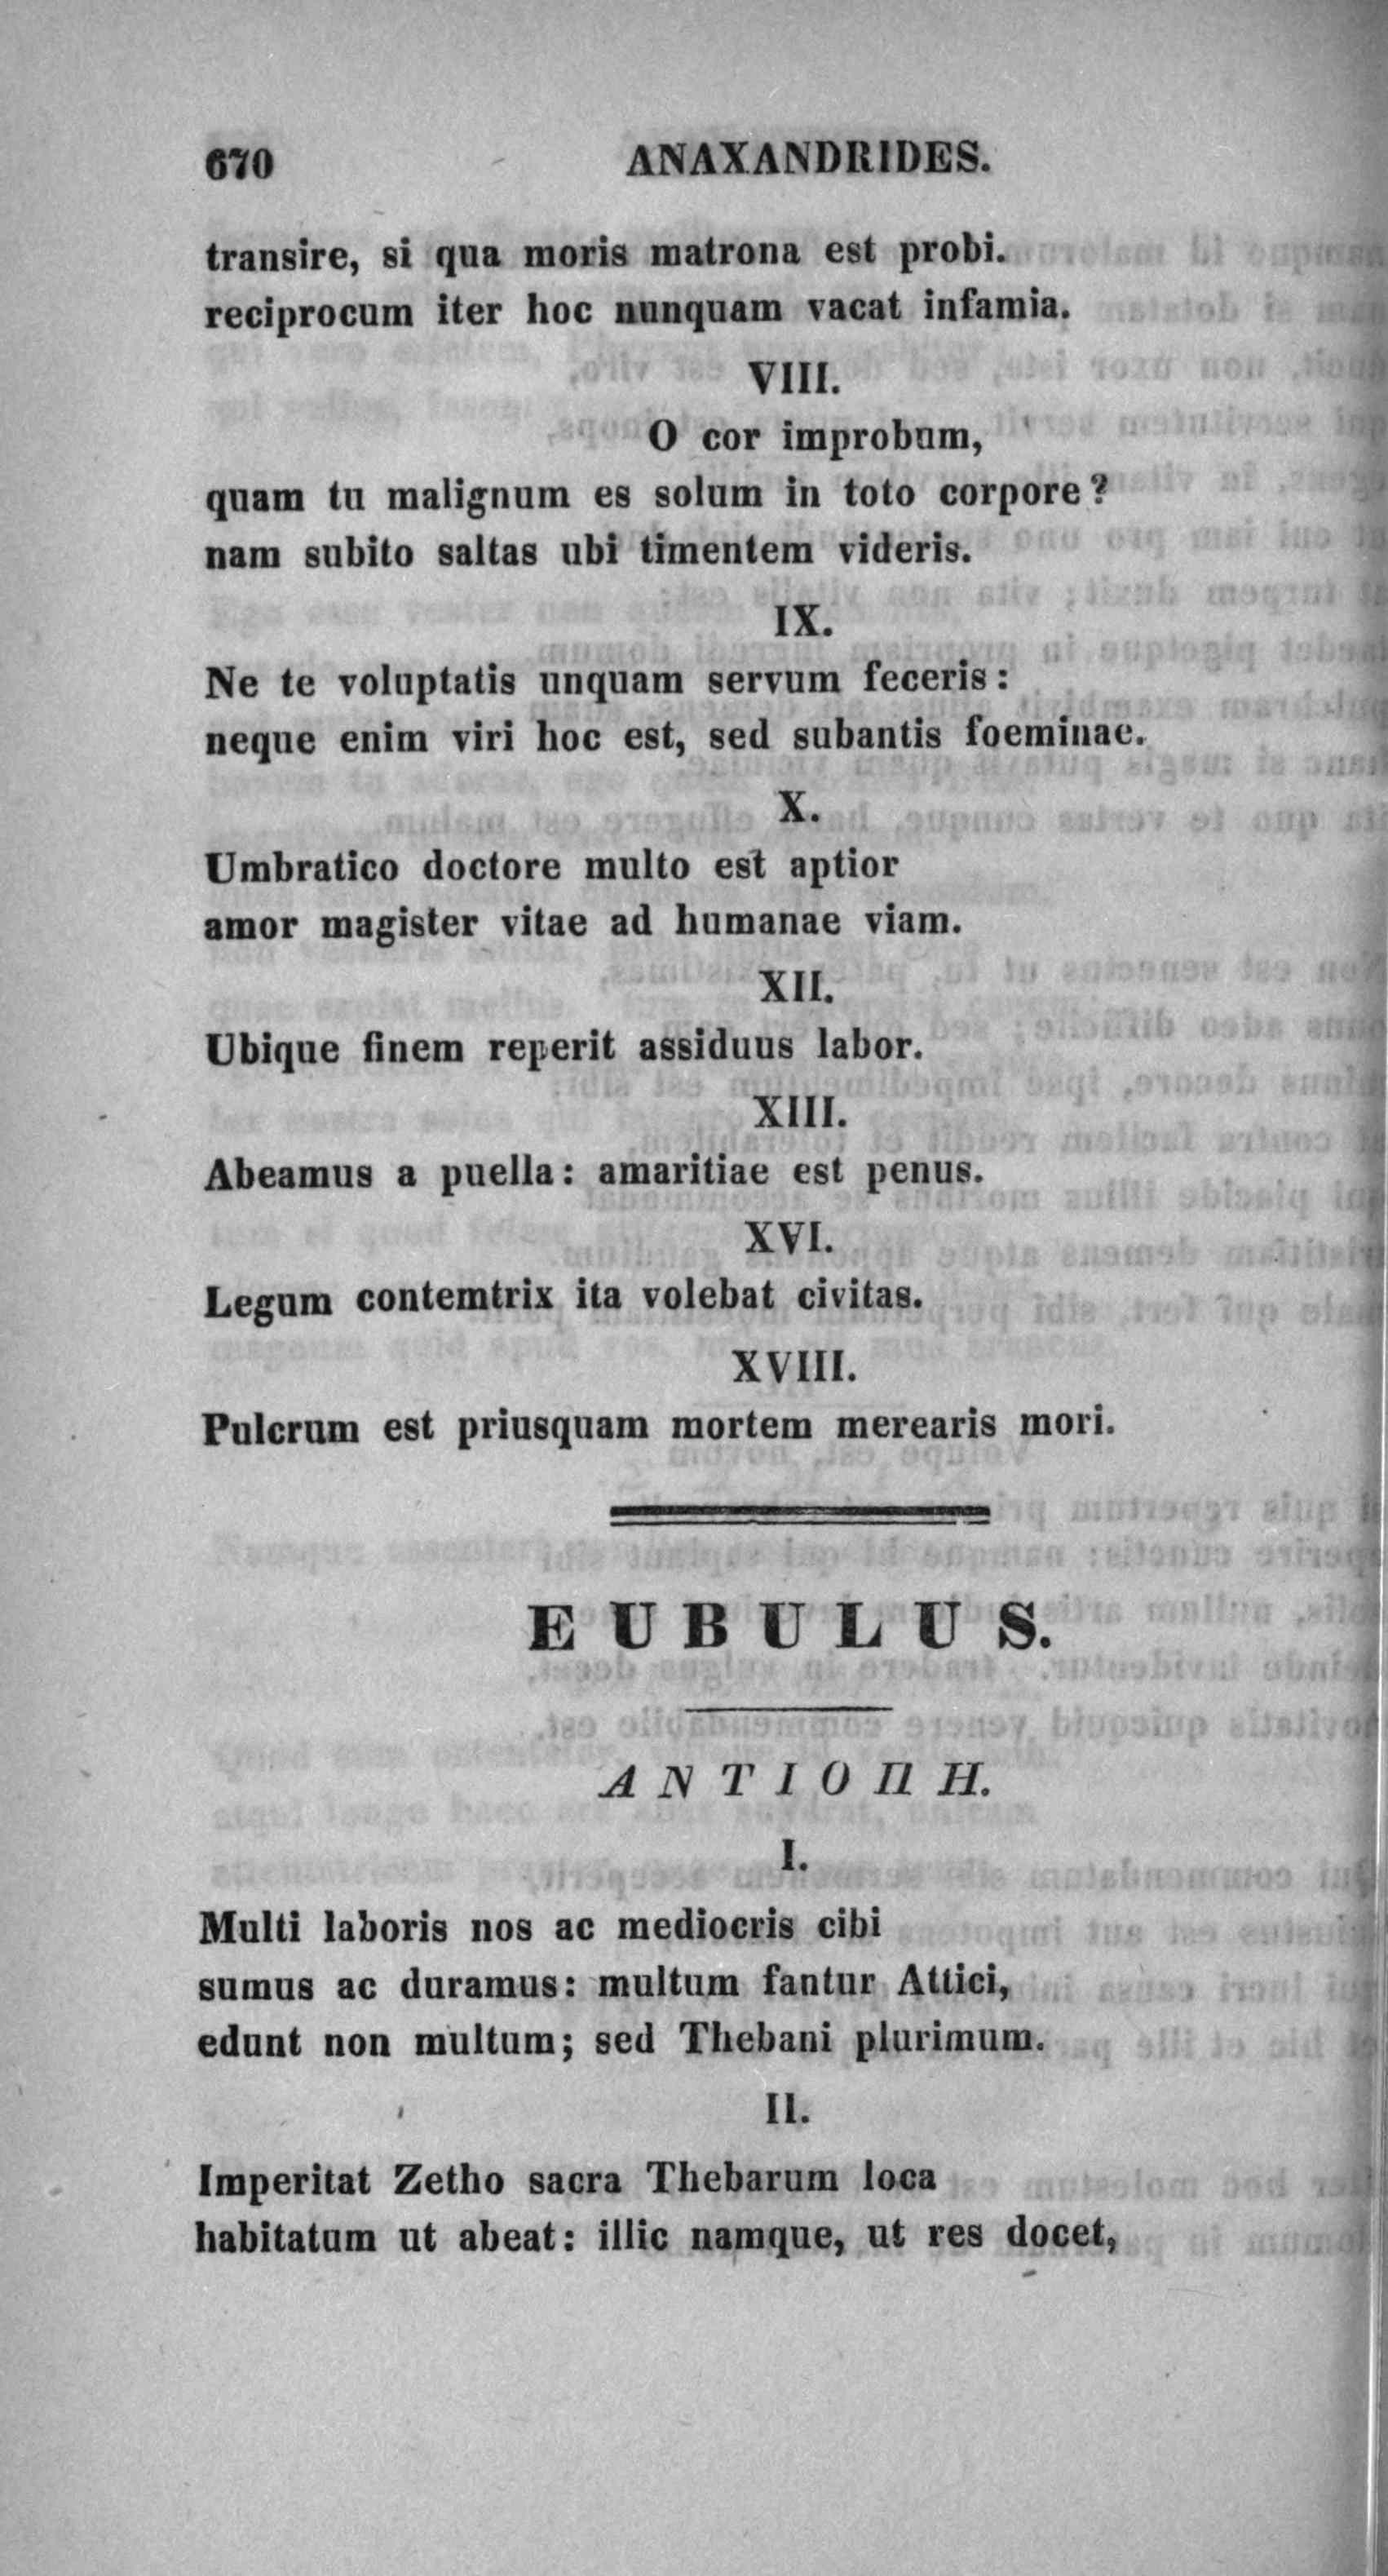 670 ANAXANDRIDES.
transire, si qua moris matrona est probi.
reciprocum iter hoc nunquam vacat infamia.
VIII.
O cor improbum,
quam tu malignum es solum in toto corpore?
nam subito saltas ubi timentem videris.
IX.
Ne te voluptatis unquam servum feceris:
neque enim viri hoc est, sed subantis foeminae.
X.
Umbratico doctore multo est aptior
amor magister vitae ad humanae viam.
XII.
Ubique finem reperit assiduus labor.
XIII.
Abeamus a puella: amaritiae est penus.
XVI.
Legum contemtrix ita volebat civitas.
XVIII.
Pulcrum est priusquam mortem merearis mori.
EUBULUS.
ΑΝΤΙΟΠΗ.
I.
Multi laboris nos ac mediocris cibi
sumus ac duramus: multum fantur Attici,
edunt non multum; sed Thebani plurimum.
II.
Imperitat Zetho sacra Thebarum loca
habitatum ut abeat: illic namque, ut res docet,